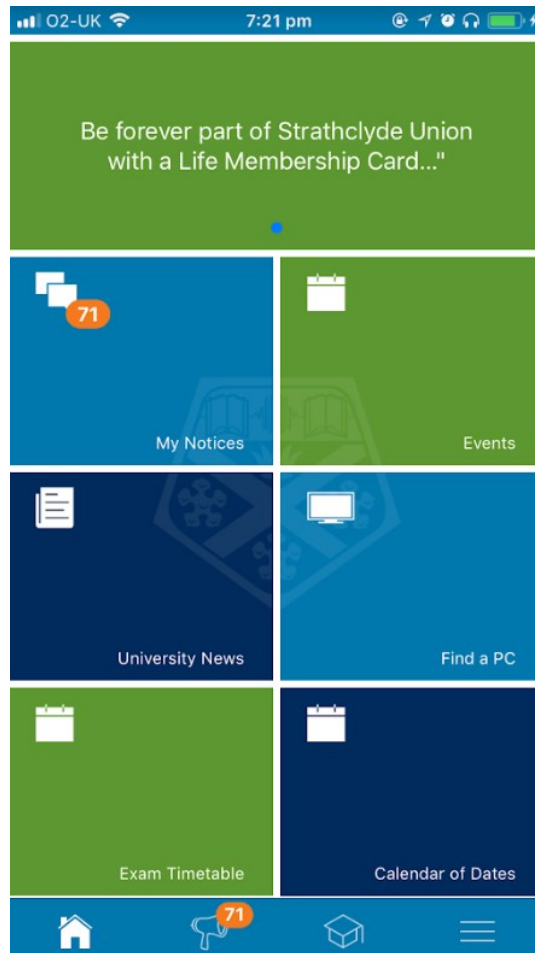 O2-UK 7:21 pm
Be forever part of Strathclyde Union
with a Life Membership Card..."
71
My Notices
Events
University News
Find a PC
Exam Timetable
Calendar of Dates
71